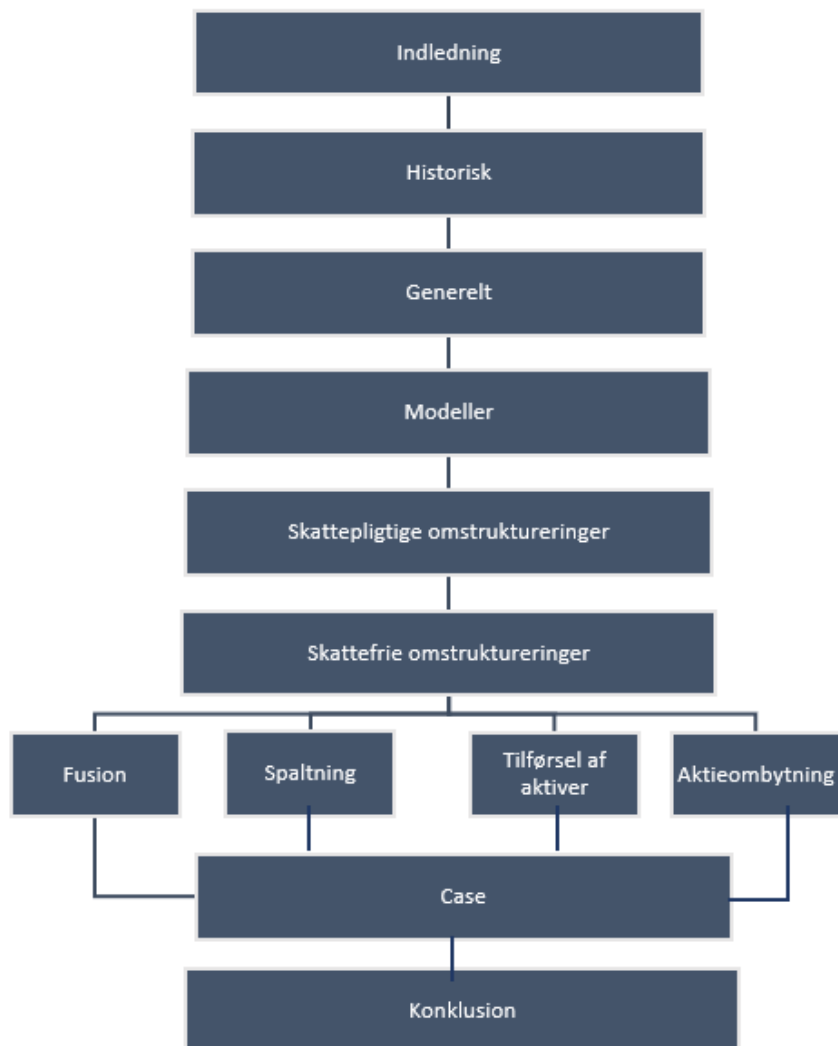 Indledning
Historisk
Generelt
Modeller
Skattepligtige omstruktureringer
Skattefrie omstruktureringer
Fusion
Spaltning
Tilførsel af
aktiver
Aktieombytning
Case
Konklusion